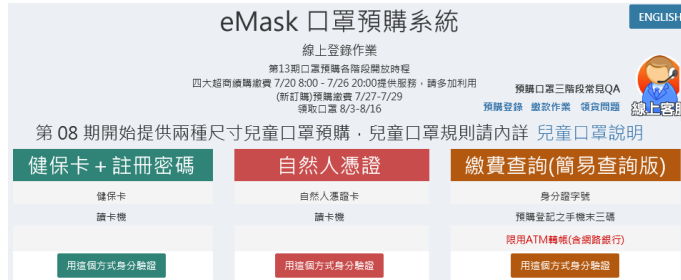 eMask 口罩預購系統
ENGLISH
線上登錄作業
第13期口罩預購各階段開放時程
四大超商續購繳費 7/20 8:00 - 7/26 20:00提供服務，請多加利用
(新訂購)預購繳費 7/27-7/29
領取口罩 8/3-8/16
預購口罩三階段常見QA
預購登錄 繳款作業 領貨問題
線上客服
第 08 期開始提供兩種尺寸兒童口罩預購，兒童口罩規則請內詳 兒童口罩說明
健保卡＋註冊密碼
健保卡
讀卡機
用這個方式身分驗證
自然人憑證
自然人憑證卡
讀卡機
用這個方式身分驗證
繳費查詢(簡易查詢版)
身分證字號
預購登記之手機末三碼
限用ATM轉帳(含網路銀行)
用這個方式身分驗證